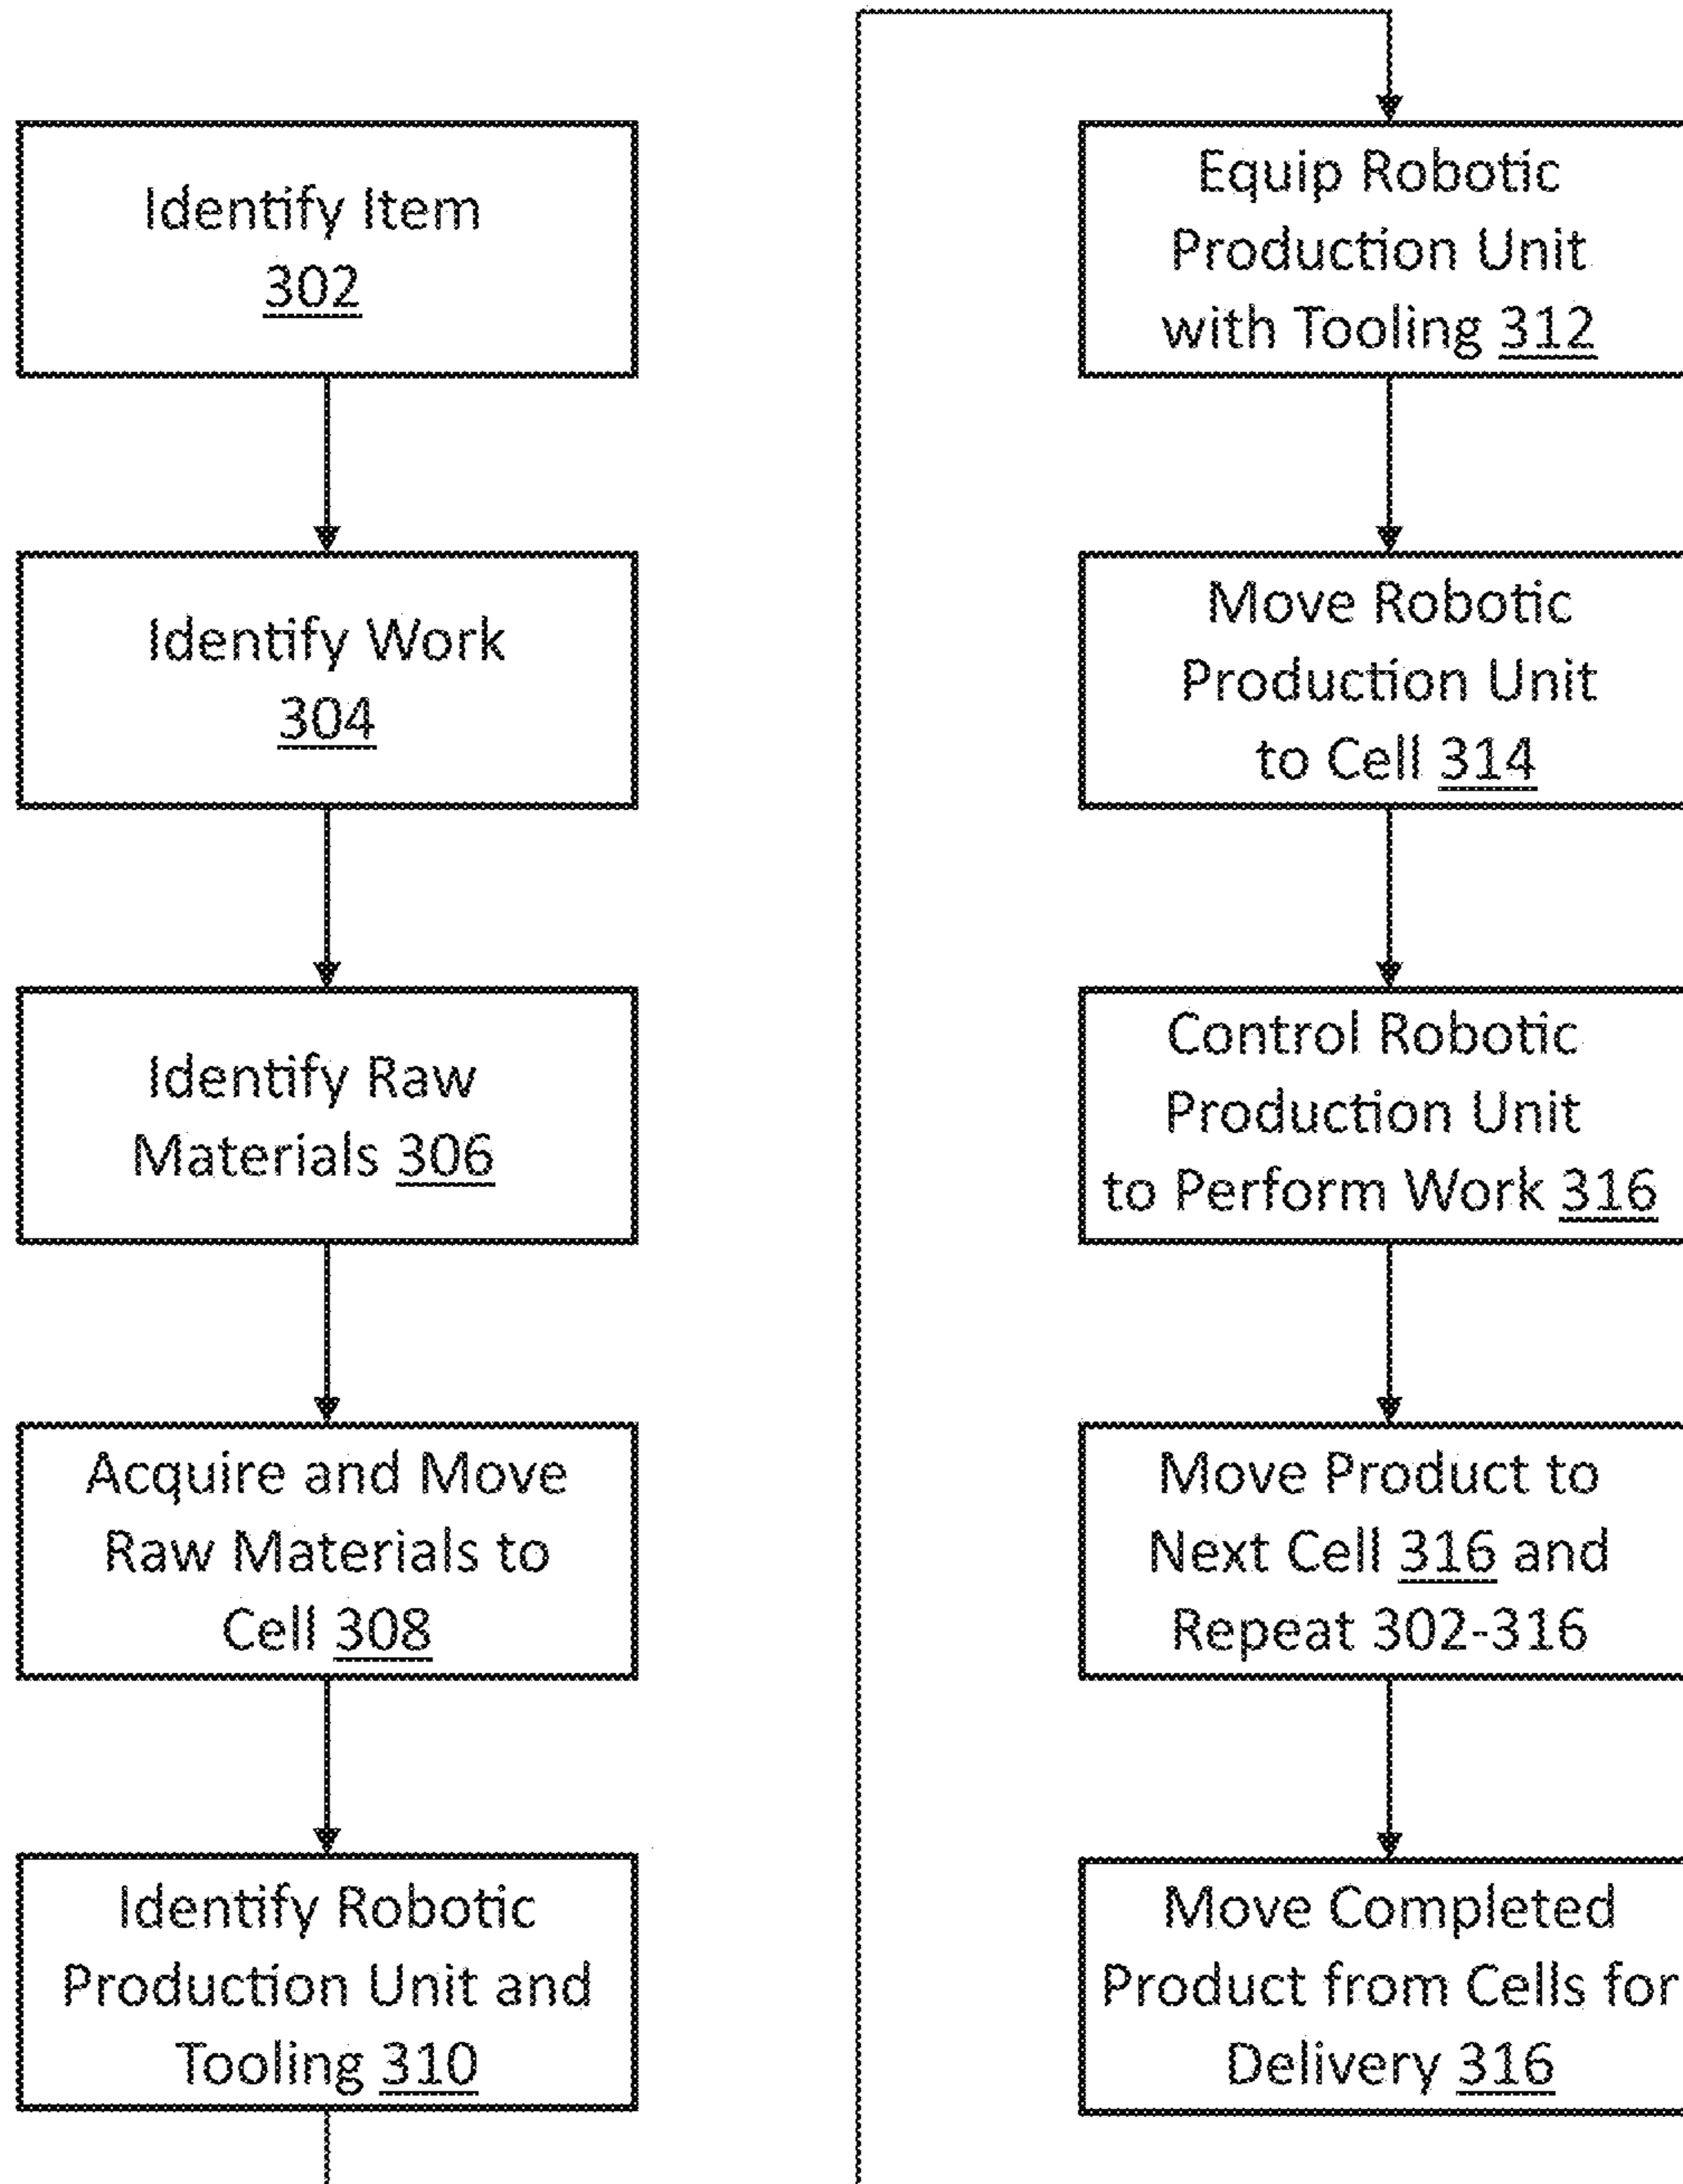 Identify Item
302
Identify Work
304
Identify Raw
Materials 306
Acquire and Move
Raw Materials to
Cell 308
Identify Robotic
Production Unit and
Tooling 310
Equip Robotic
Production Unit
with Tooling 312
Move Robotic
Production Unit
to Cell 314
Control Robotic
Production Unit
to Perform Work 316
Move Product to
Next Cell 316 and
Repeat 302-316
Move Completed
Product from Cells for
Delivery 316